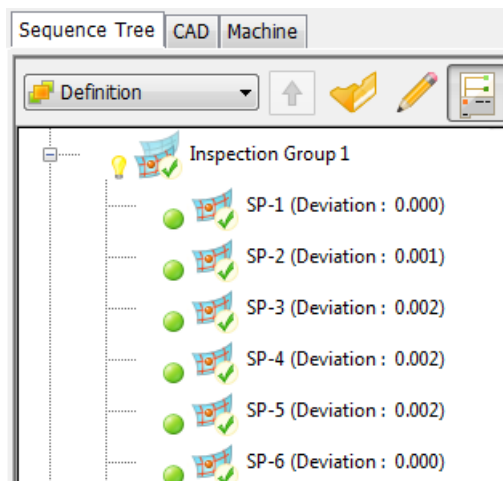 Sequence Tree CAD Machine
Definition
Inspection Group 1
SP-1 (Deviation : 0.000)
SP-2 (Deviation : 0.001)
SP-3 (Deviation : 0.002)
SP-4 (Deviation : 0.002)
SP-5 (Deviation : 0.002)
SP-6 (Deviation : 0.000)